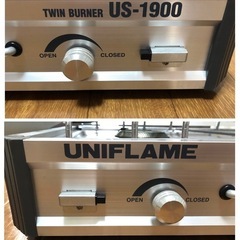 TWIN BURNER US-1900
OPEN CLOSED
UNIFLAME
OPEN CLOSED